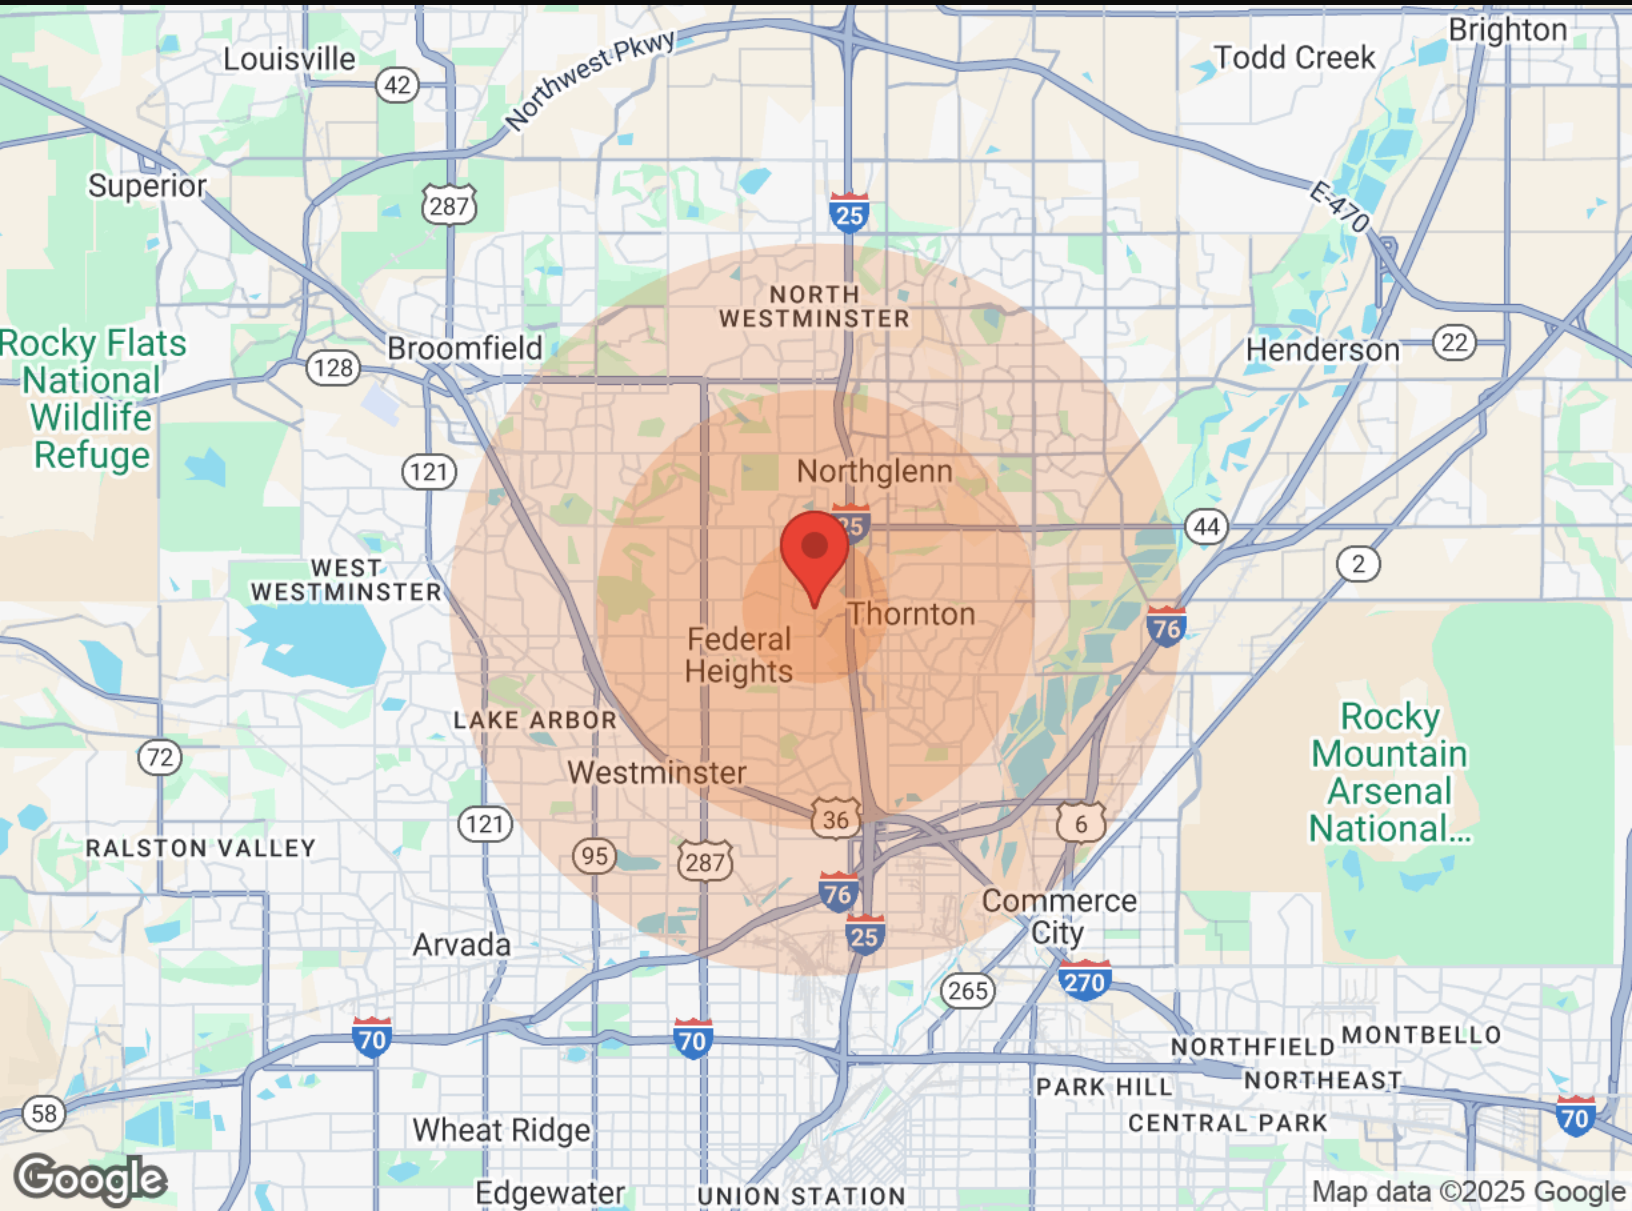 Brighton
Todd Creek
Louisville
42
Northwest Pkwy
Superior
287
25
E-470
NORTH
WESTMINSTER
Rocky Flats
National
Wildlife
Refuge
Broomfield
128
Henderson
22
121
Northglenn
25
44
2
WEST
WESTMINSTER
Thornton
76
Federal
Heights
LAKE ARBOR
Rocky
Mountain
Arsenal
National...
72
Westminster
36
6
121
RALSTON VALLEY
95
287
76
Commerce
City
25
Arvada
270
265
70
70
MONTBELLO
NORTHFIELD
NORTHEAST
PARK HILL
CENTRAL PARK
58
70
Wheat Ridge
Google
Edgewater
UNION STATION
Map data ©2025 Google